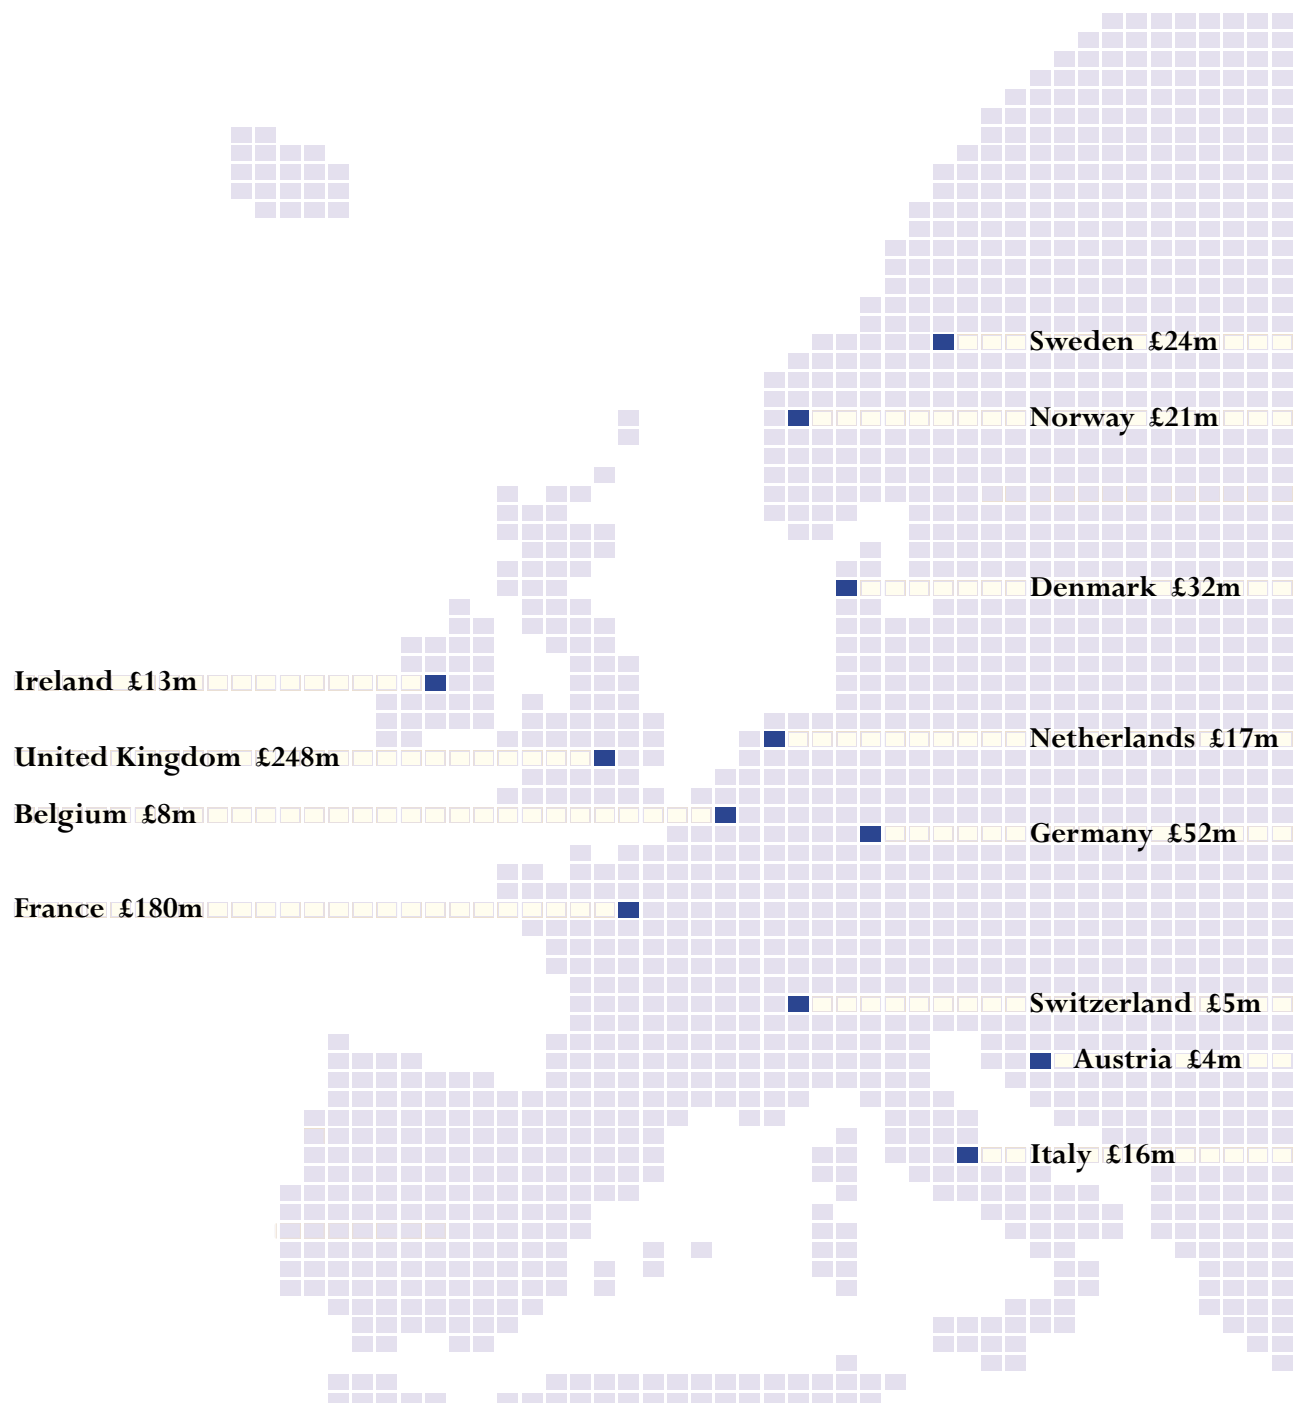 Sweden £24m
Norway £21m
Denmark £32m
Ireland £13m
Netherlands £17m
United Kingdom £248m
Belgium £8m
Germany £52m
France £180m
Switzerland £5m
Austria £4m
Italy £16m